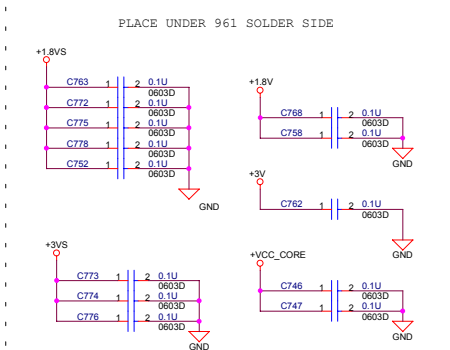 PLACE UNDER 961 SOLDER SIDE
+1.8VS
C763 1 2 0.1U
0603D
C772 1 2 0.1U
0603D
C775 1 2 0.1U
0603D
C778 1 2 0.1U
0603D
C752 1 2 0.1U
0603D
GND
+1.8V
C768 1 2 0.1U
0603D
C758 1 2 0.1U
0603D
GND
+3V
C762 1 2 0.1U
0603D
GND
+3VS
C773 1 2 0.1U
0603D
C774 1 2 0.1U
0603D
C776 1 2 0.1U
0603D
GND
+VCC_CORE
C746 1 2 0.1U
0603D
C747 1 2 0.1U
0603D
GND